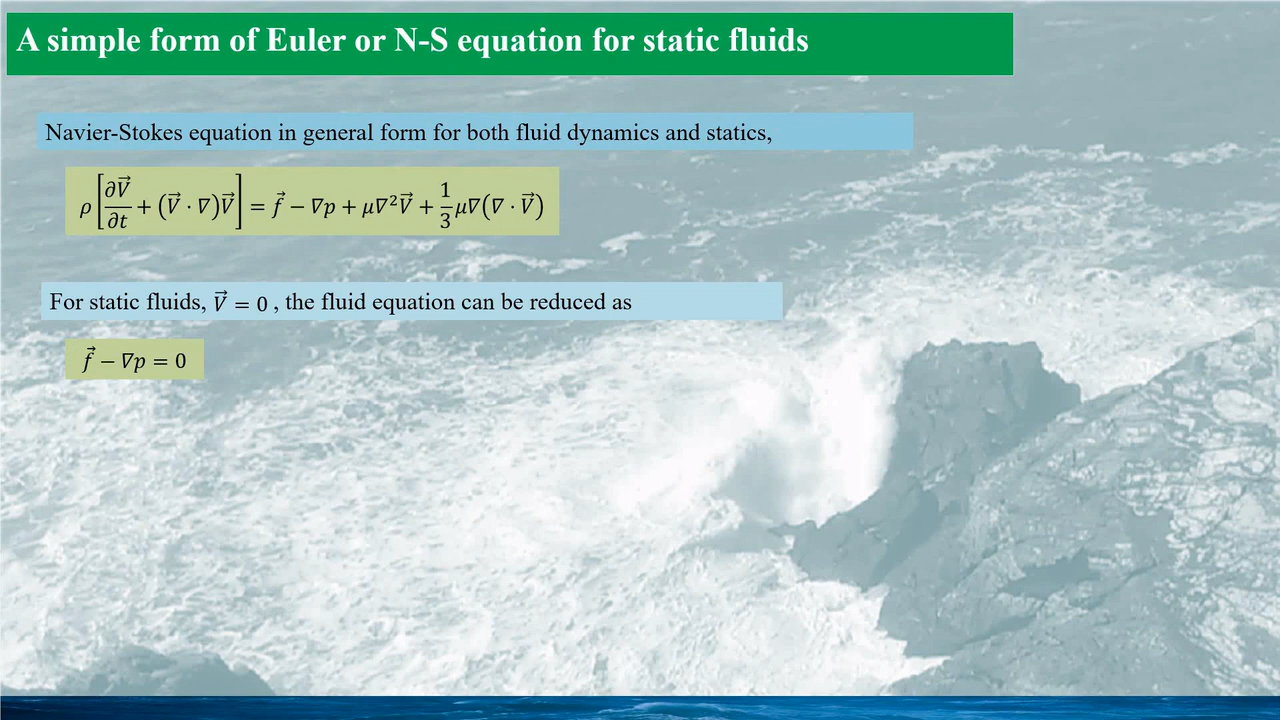 A simple form of Euler or N-S equation for static fluids
Navier-Stokes equation in general form for both fluid dynamics and statics,
ρ[∂V⃗/∂t + (V⃗ · ∇)V⃗] = f⃗ − ∇p + μ∇²V⃗ + 1/3 μ∇(∇ · V⃗)
For static fluids, V⃗ = 0 , the fluid equation can be reduced as
f⃗ − ∇p = 0